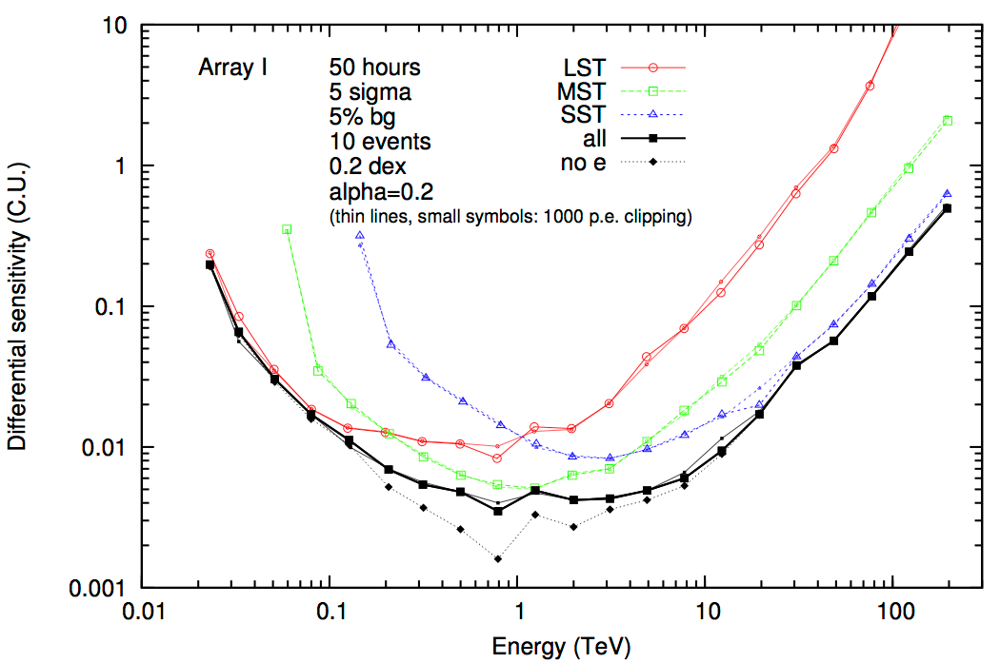 10
1
0.1
0.01
0.001
Differential sensitivity (C.U.)
Array I
50 hours
5 sigma
5% bg
10 events
0.2 dex
alpha=0.2
(thin lines, small symbols: 1000 p.e. clipping)
LST
MST
SST
all
no e
0.01 0.1 1 10 100
Energy (TeV)